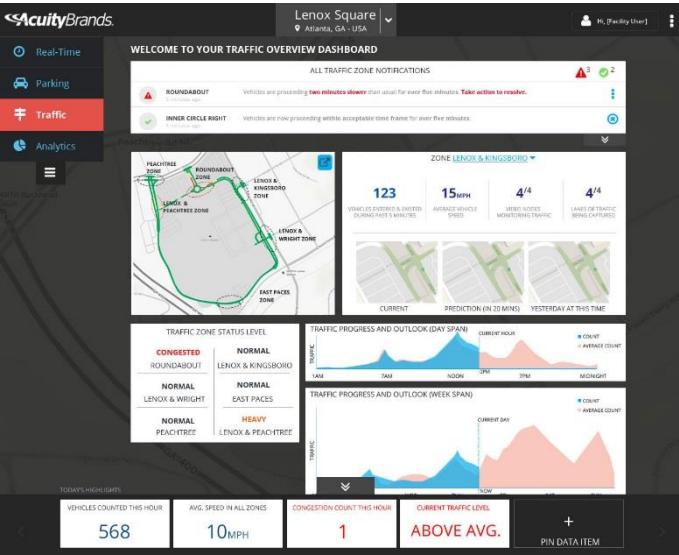 AcuityBrands.
Lenox Square
Atlanta, GA - USA
Hi, [Facility User]
Real-Time
Parking
Traffic
Analytics
WELCOME TO YOUR TRAFFIC OVERVIEW DASHBOARD
ALL TRAFFIC ZONE NOTIFICATIONS
3
2
ROUNDABOUT
5 minutes ago
Vehicles are proceeding two minutes slower than usual for over five minutes. Take action to resolve.
INNER CIRCLE RIGHT
Vehicles are now proceeding within acceptable time frame for over five minutes.
PEACHTREE
ZONE
ROUNDABOUT
ZONE
LENOX &
KINGSBORO
ZONE
LENOX &
PEACHTREE ZONE
LENOX &
WRIGHT ZONE
EAST PACES
ZONE
ZONE LENOX & KINGSBORO
123
VEHICLES ENTERED & EXITED
DURING PAST 5 MINUTES
15MPH
AVERAGE VEHICLE
SPEED
4/4
VIDEO NODES
MONITORING TRAFFIC
4/4
LANES OF TRAFFIC
BEING CAPTURED
CURRENT
PREDICTION (IN 20 MINS)
YESTERDAY AT THIS TIME
TRAFFIC ZONE STATUS LEVEL
CONGESTED
ROUNDABOUT
NORMAL
LENOX & KINGSBORO
NORMAL
LENOX & WRIGHT
NORMAL
EAST PACES
NORMAL
PEACHTREE
HEAVY
LENOX & PEACHTREE
TRAFFIC PROGRESS AND OUTLOOK (DAY SPAN)
CURRENT HOUR
COUNT
AVERAGE COUNT
TRAFFIC
1AM
7AM
NOON
2PM
7PM
MIDNIGHT
TRAFFIC PROGRESS AND OUTLOOK (WEEK SPAN)
COUNT
AVERAGE COUNT
CURRENT DAY
TRAFFIC
NOW
TODAY'S HIGHLIGHTS
VEHICLES COUNTED THIS HOUR
568
AVG. SPEED IN ALL ZONES
10MPH
CONGESTION COUNT THIS HOUR
1
CURRENT TRAFFIC LEVEL
ABOVE AVG.
+
PIN DATA ITEM